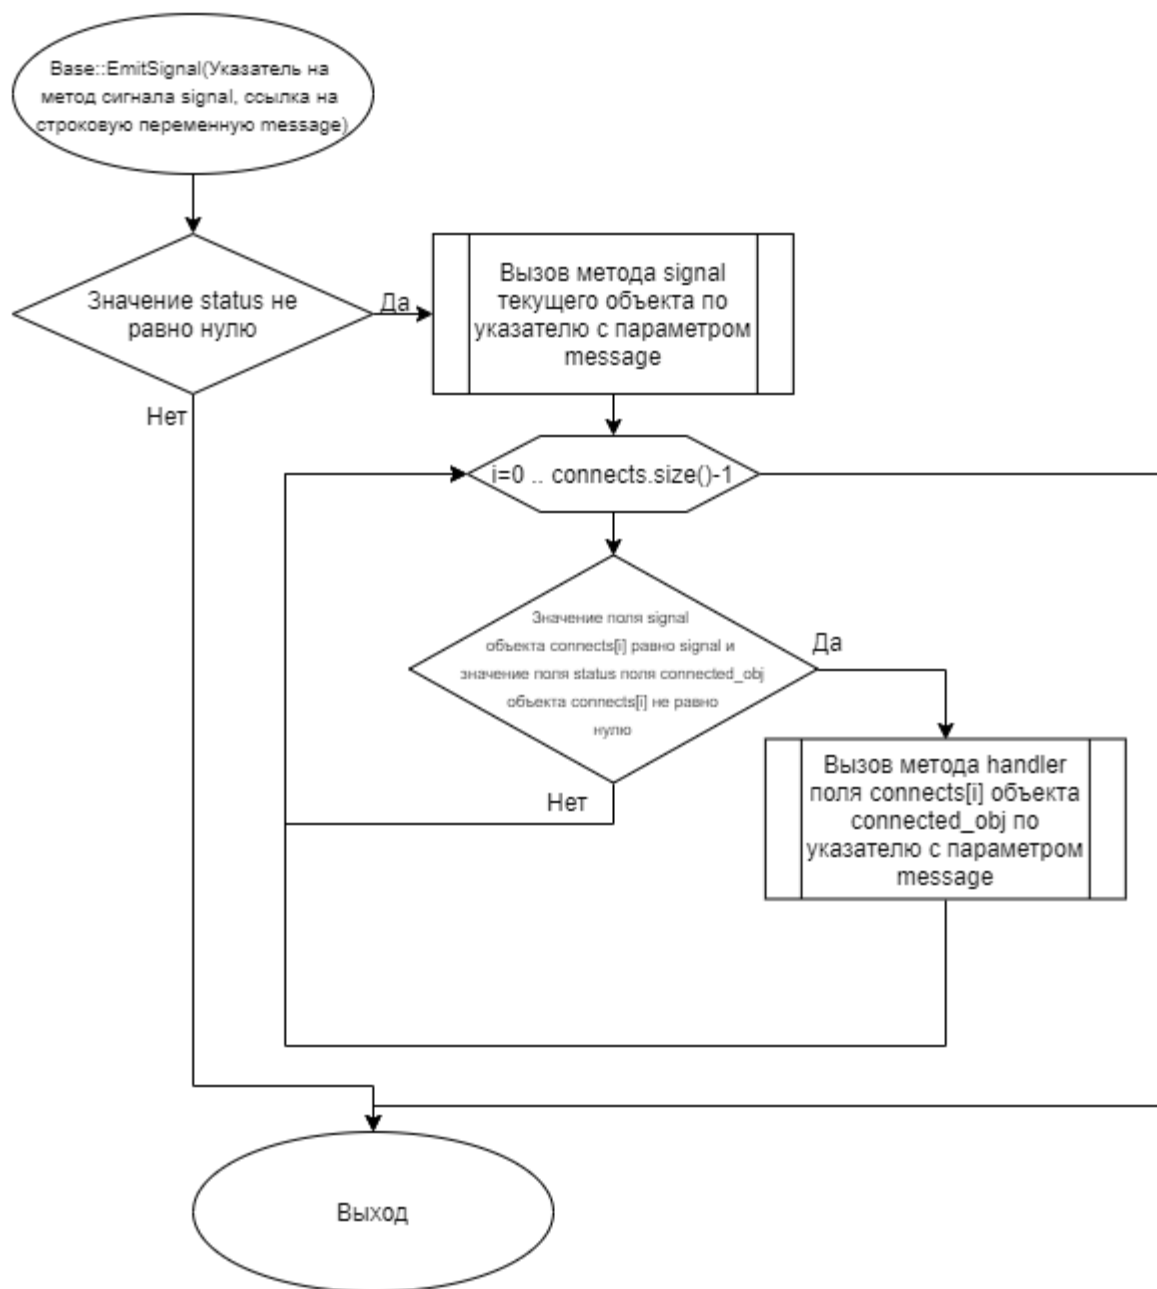 Base::EmitSignal(Указатель на
метод сигнала signal, ссылка на
строковую переменную message)
Значение status не
равно нулю
Да
Вызов метода signal
текущего объекта по
указателю с параметром
message
Нет
i=0 .. connects.size()-1
Значение поля signal
объекта connects[i] равно signal и
значение поля status поля connected_obj
объекта connects[i] не равно
нулю
Да
Нет
Вызов метода handler
поля connects[i] объекта
connected_obj по
указателю с параметром
message
Выход